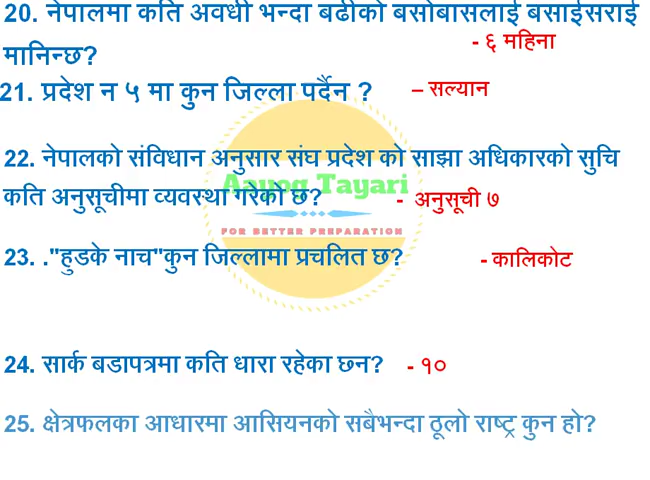 20. नेपालमा कति अवधी भन्दा बढीको बसोबासलाई बसाईसराई
मानिन्छ? - ६ महिना
21. प्रदेश न ५ मा कुन जिल्ला पर्दैन ? – सल्यान
22. नेपालको संविधान अनुसार संघ प्रदेश को साझा अधिकारको सुचि
Aayog Tayari
कति अनुसूचीमा व्यवस्था गरेको छ? - अनुसूची ७
FOR BETTER PREPARATION
23. ."हुडके नाच"कुन जिल्लामा प्रचलित छ? - कालिकोट
24. सार्क बडापत्रमा कति धारा रहेका छन? - १०
25. क्षेत्रफलका आधारमा आसियनको सबैभन्दा ठूलो राष्ट्र कुन हो?